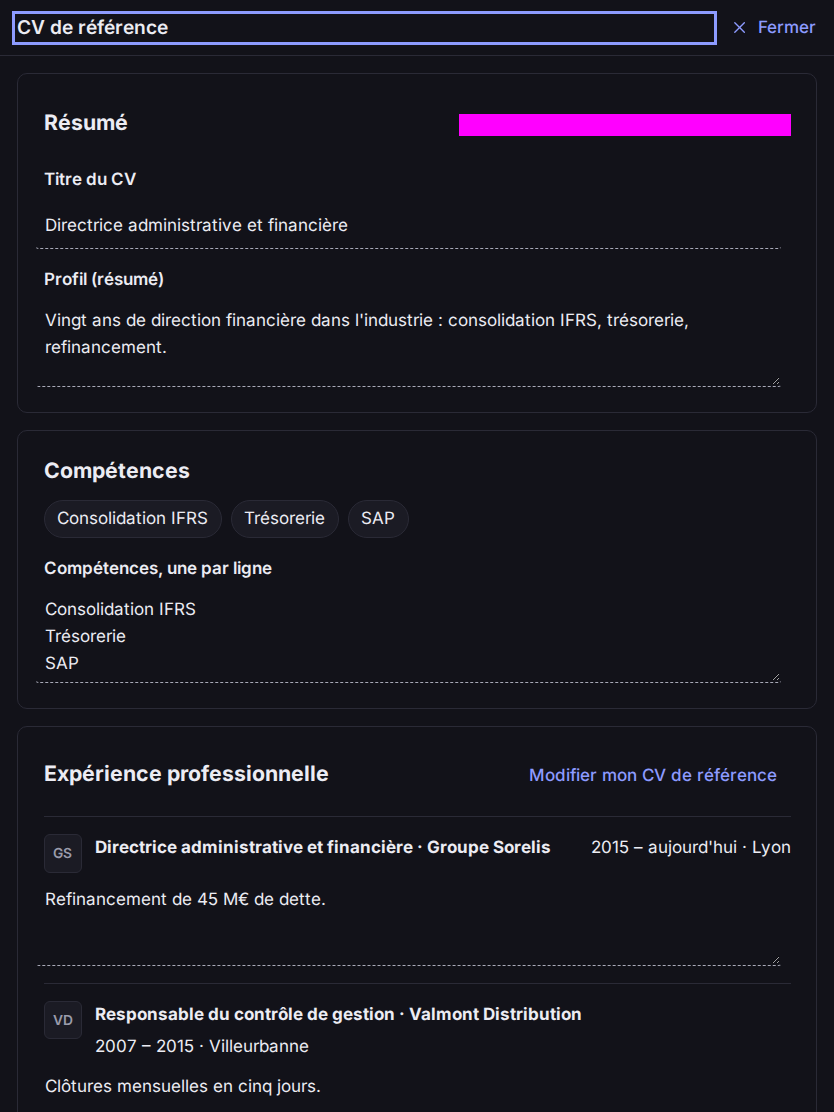 CV de référence
Fermer
Résumé
Titre du CV
Directrice administrative et financière
Profil (résumé)
Vingt ans de direction financière dans l'industrie : consolidation IFRS, trésorerie,
refinancement.
Compétences
Consolidation IFRS
Trésorerie
SAP
Compétences, une par ligne
Consolidation IFRS
Trésorerie
SAP
Expérience professionnelle
Modifier mon CV de référence
GS
Directrice administrative et financière · Groupe Sorelis
2015 – aujourd'hui · Lyon
Refinancement de 45 M€ de dette.
VD
Responsable du contrôle de gestion · Valmont Distribution
2007 – 2015 · Villeurbanne
Clôtures mensuelles en cinq jours.